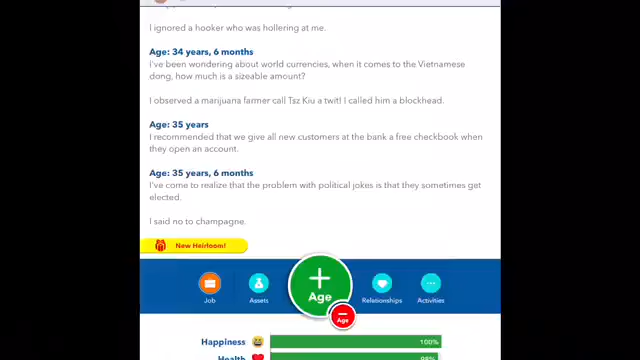 I ignored a hooker who was hollering at me.
Age: 34 years, 6 months
I've been wondering about world currencies, when it comes to the Vietnamese
dong, how much is a sizeable amount?
I observed a marijuana farmer call Tsz Kiu a twit! I called him a blockhead.
Age: 35 years
I recommended that we give all new customers at the bank a free checkbook when
they open an account.
Age: 35 years, 6 months
I've come to realize that the problem with political jokes is that they sometimes get
elected.
I said no to champagne.
New Heirloom!
Job
Assets
Age
Age
Relationships
Activities
Happiness
100%
Health
98%